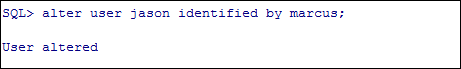 SQL> alter user jason identified by marcus;
User altered